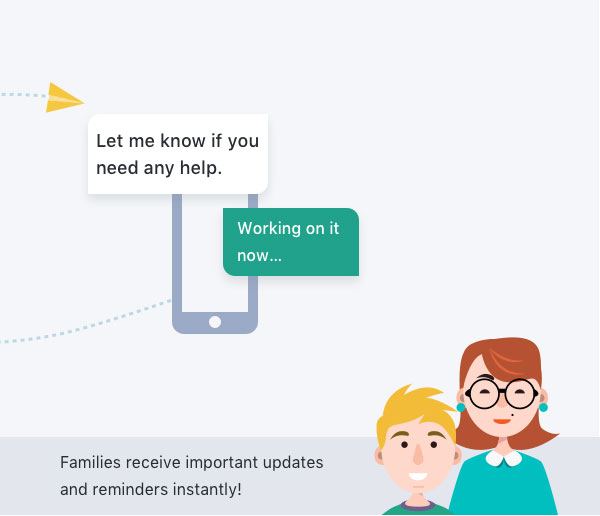 Let me know if you
need any help.
Working on it
now...
Families receive important updates
and reminders instantly!